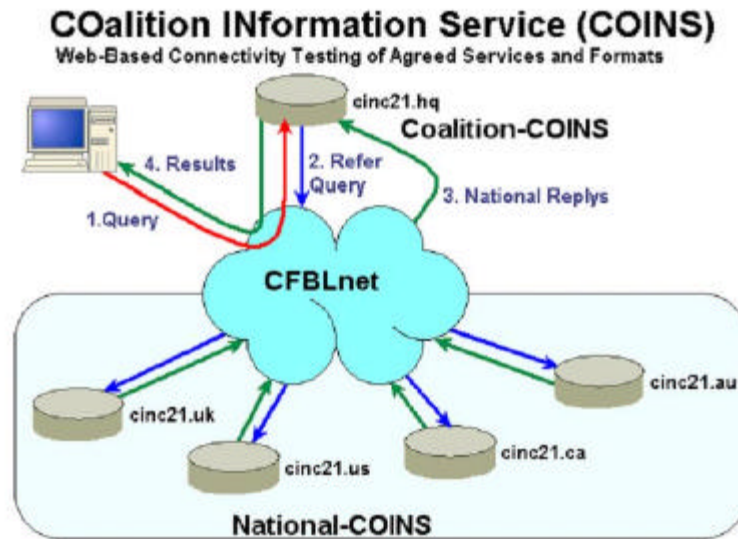 COalition INformation Service (COINS)
Web-Based Connectivity Testing of Agreed Services and Formats
cinc21.hq
Coalition-COINS
4. Results
2. Refer
Query
3. National Replys
1.Query
CFBLnet
cinc21.uk
cinc21.us
cinc21.ca
cinc21.au
National-COINS